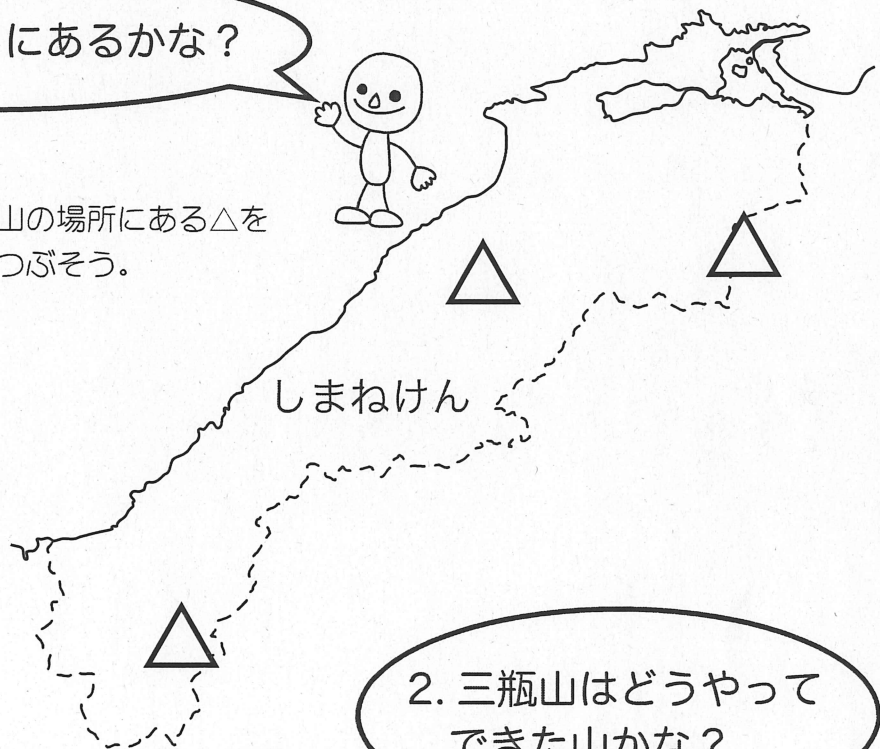 にあるかな？
山の場所にある△を
つぶそう。
しまねけん
2. 三瓶山はどうやって
できた山かな？